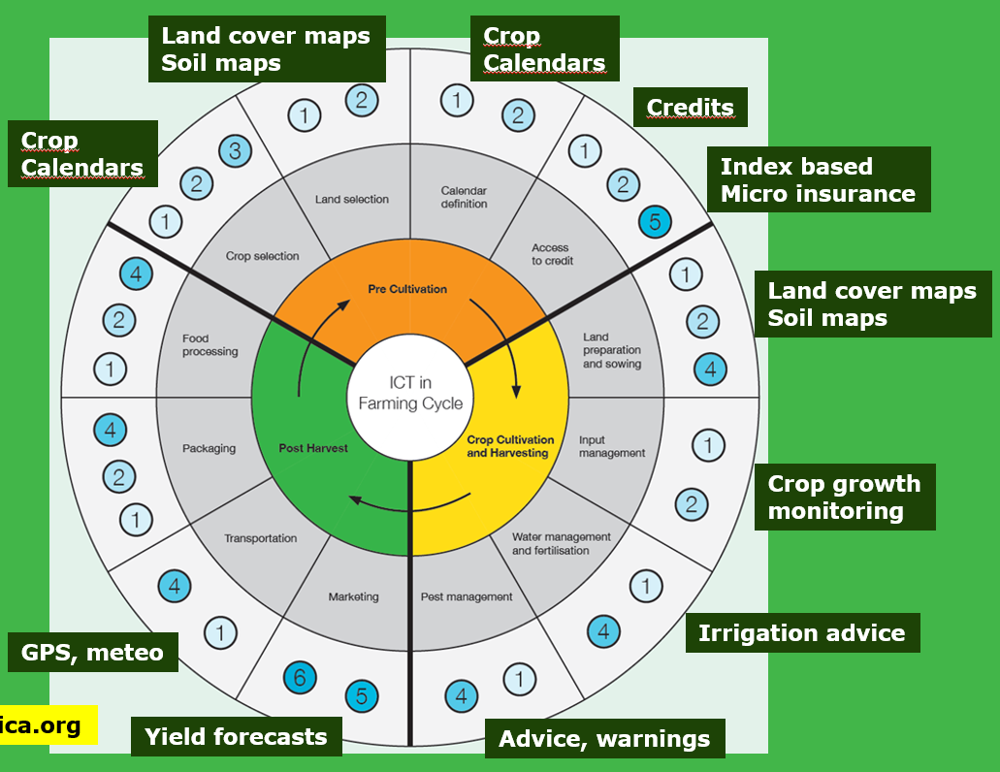 Land cover maps
Soil maps
Crop
Calendars
Credits
Index based
Micro insurance
Land cover maps
Soil maps
Crop growth
monitoring
Irrigation advice
Advice, warnings
Yield forecasts
ica.org
GPS, meteo
Crop
Calendars
1
2
1
2
1
2
5
1
2
4
1
2
1
4
1
4
5
6
1
4
1
2
4
1
2
4
1
2
3
Land selection
Calendar
definition
Access
to credit
Land
preparation
and sowing
Input
management
Water management
and fertilisation
Pest management
Marketing
Transportation
Packaging
Food
processing
Crop selection
Pre Cultivation
Crop Cultivation
and Harvesting
Post Harvest
ICT in
Farming Cycle